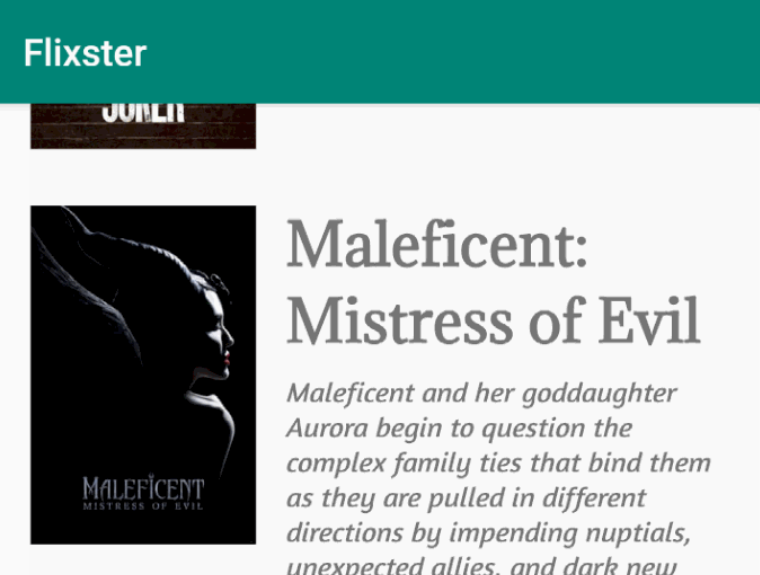 Flixster
JOKER
Maleficent:
Mistress of Evil
Maleficent and her goddaughter
Aurora begin to question the
complex family ties that bind them
as they are pulled in different
directions by impending nuptials,
unexpected allies, and dark new
MALEFICENT
MISTRESS OF EVIL